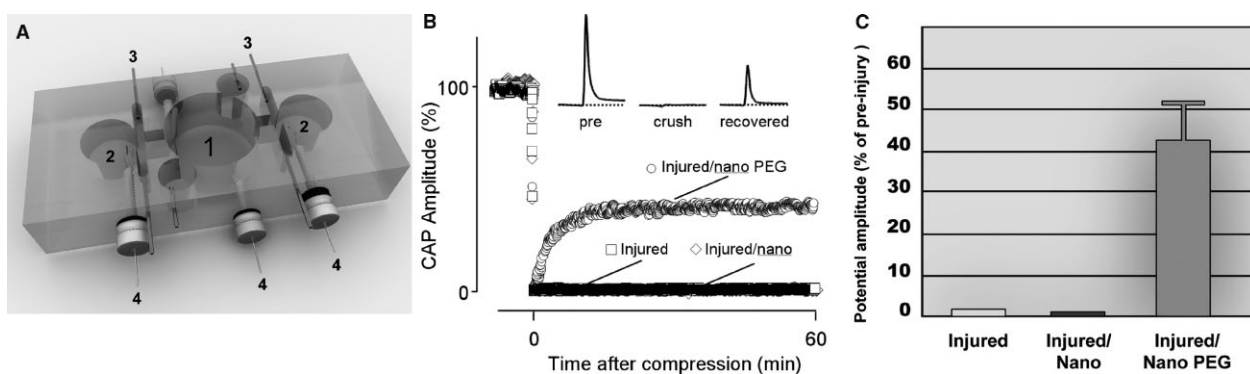 A
3
3
2
1
2
4
4
4
B
CAP Amplitude (%)
100
0
pre
crush
recovered
Injured/nano PEG
Injured
Injured/nano
0
60
Time after compression (min)
C
Potential amplitude (% of pre-injury )
60
50
40
30
20
10
0
Injured
Injured/
Nano
Injured/
Nano PEG